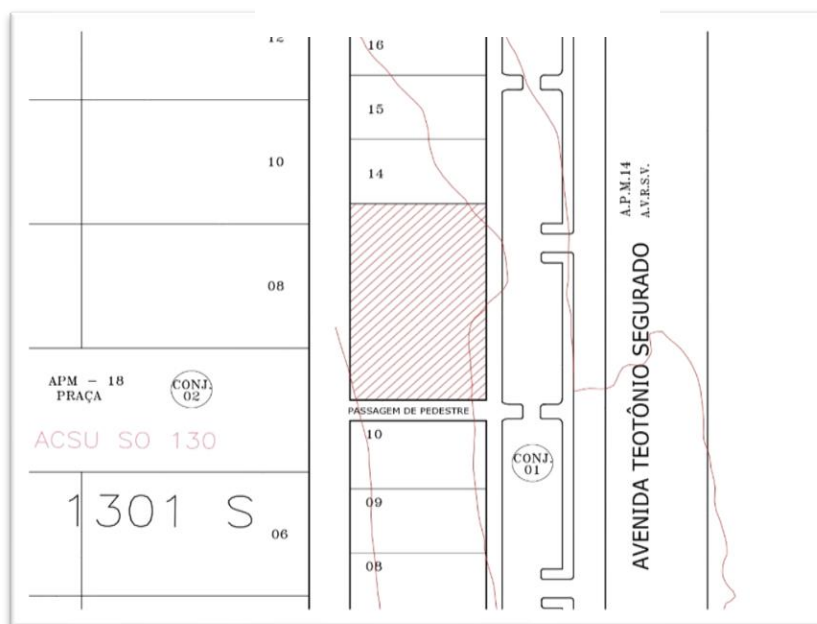 16
15
10
14
08
A.P.M.14
A.V.R.S.V.
AVENIDA TEOTÔNIO SEGURADO
APM – 18
PRAÇA
CONJ.
02
PASSAGEM DE PEDESTRE
ACSU SO 130
10
CONJ.
01
1301 S
09
06
08